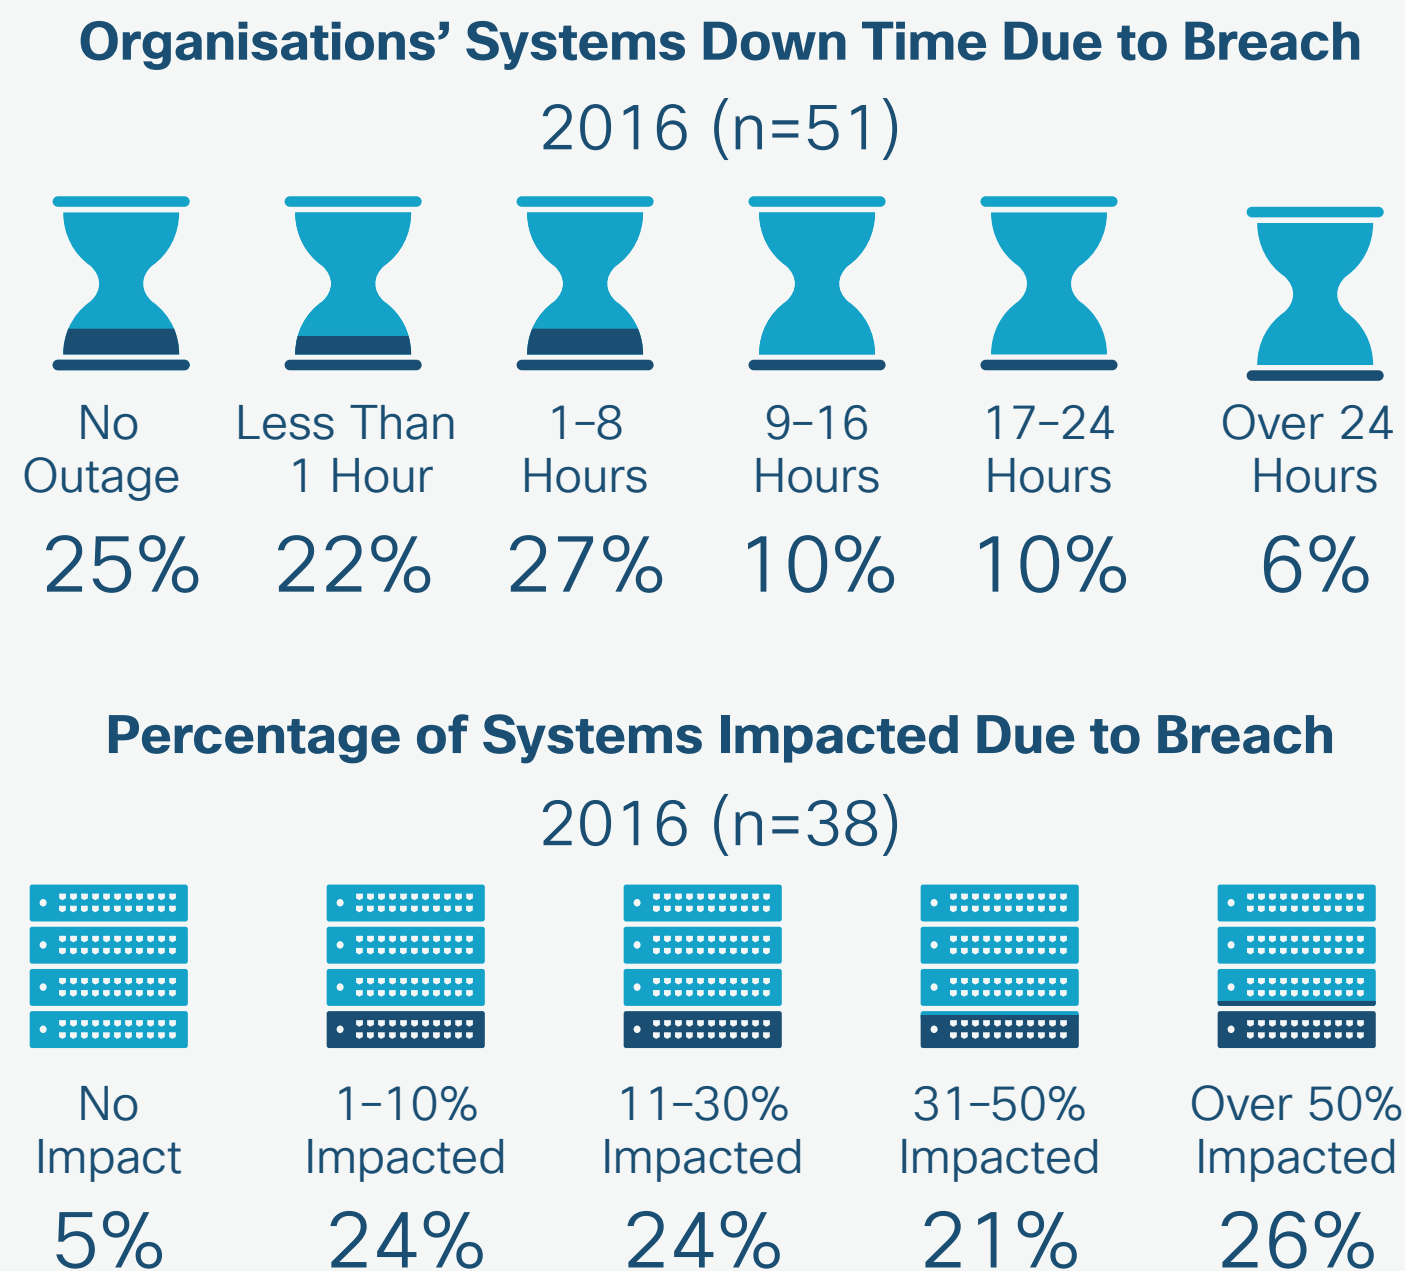 Organisations’ Systems Down Time Due to Breach
2016 (n=51)
No
Outage
25%
Less Than
1 Hour
22%
1–8
Hours
27%
9–16
Hours
10%
17–24
Hours
10%
Over 24
Hours
6%
Percentage of Systems Impacted Due to Breach
2016 (n=38)
No
Impact
5%
1–10%
Impacted
24%
11–30%
Impacted
24%
31–50%
Impacted
21%
Over 50%
Impacted
26%